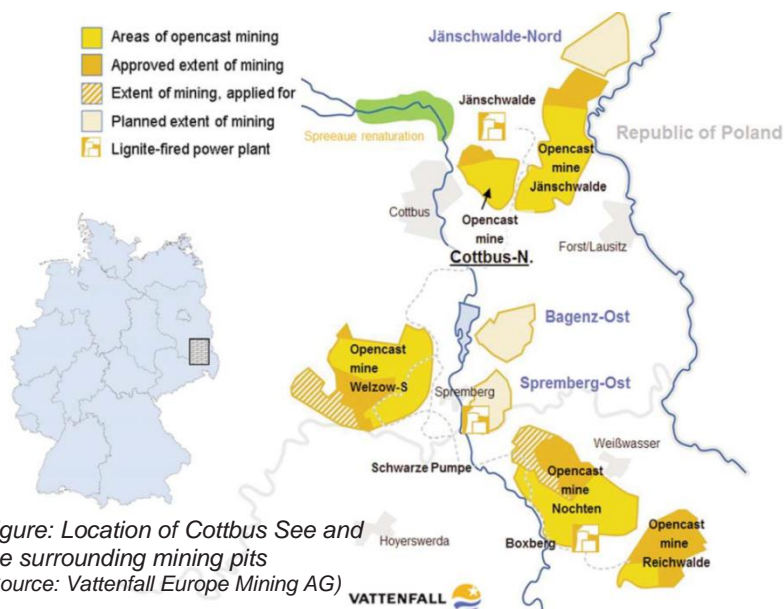 Areas of opencast mining
Approved extent of mining
Extent of mining, applied for
Planned extent of mining
Lignite-fired power plant
Jänschwalde-Nord
Jänschwalde
Spreeaue renaturation
Republic of Poland
Opencast
mine
Jänschwalde
Cottbus
Opencast
mine
Cottbus-N.
Forst/Lausitz
Bagenz-Ost
Opencast
mine
Welzow-S
Spremberg-Ost
Spremberg
Weißwasser
Schwarze Pumpe
Opencast
mine
Nochten
Hoyerswerda
Boxberg
Opencast
mine
Reichwalde
igure: Location of Cottbus See and
e surrounding mining pits
ource: Vattenfall Europe Mining AG)
VATTENFALL